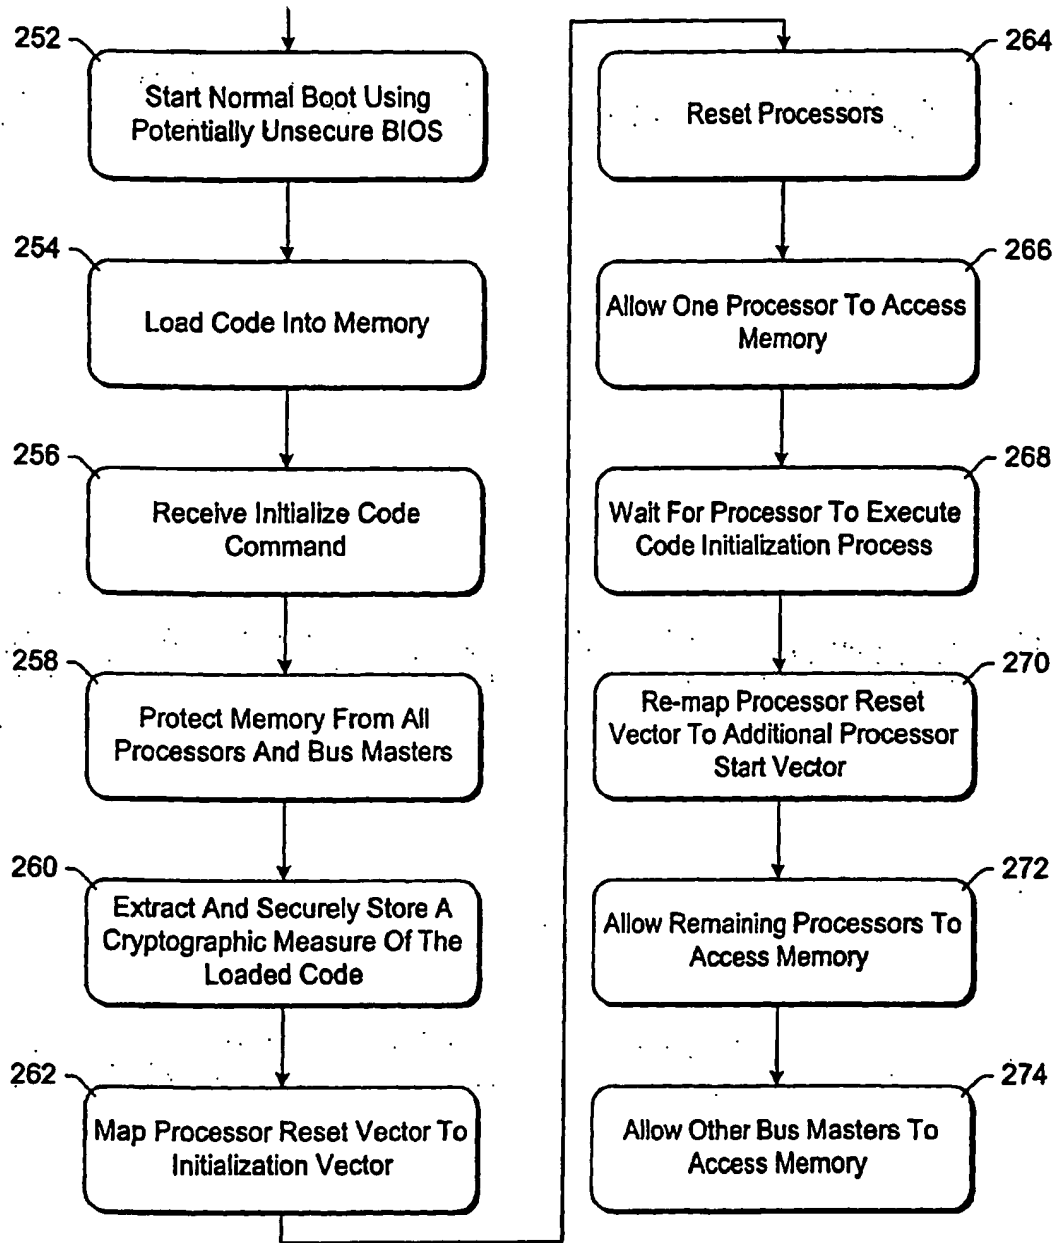 252
Start Normal Boot Using
Potentially Unsecure BIOS
254
Load Code Into Memory
256
Receive Initialize Code
Command
258
Protect Memory From All
Processors And Bus Masters
260
Extract And Securely Store A
Cryptographic Measure Of The
Loaded Code
262
Map Processor Reset Vector To
Initialization Vector
264
Reset Processors
266
Allow One Processor To Access
Memory
268
Wait For Processor To Execute
Code Initialization Process
270
Re-map Processor Reset
Vector To Additional Processor
Start Vector
272
Allow Remaining Processors To
Access Memory
274
Allow Other Bus Masters To
Access Memory